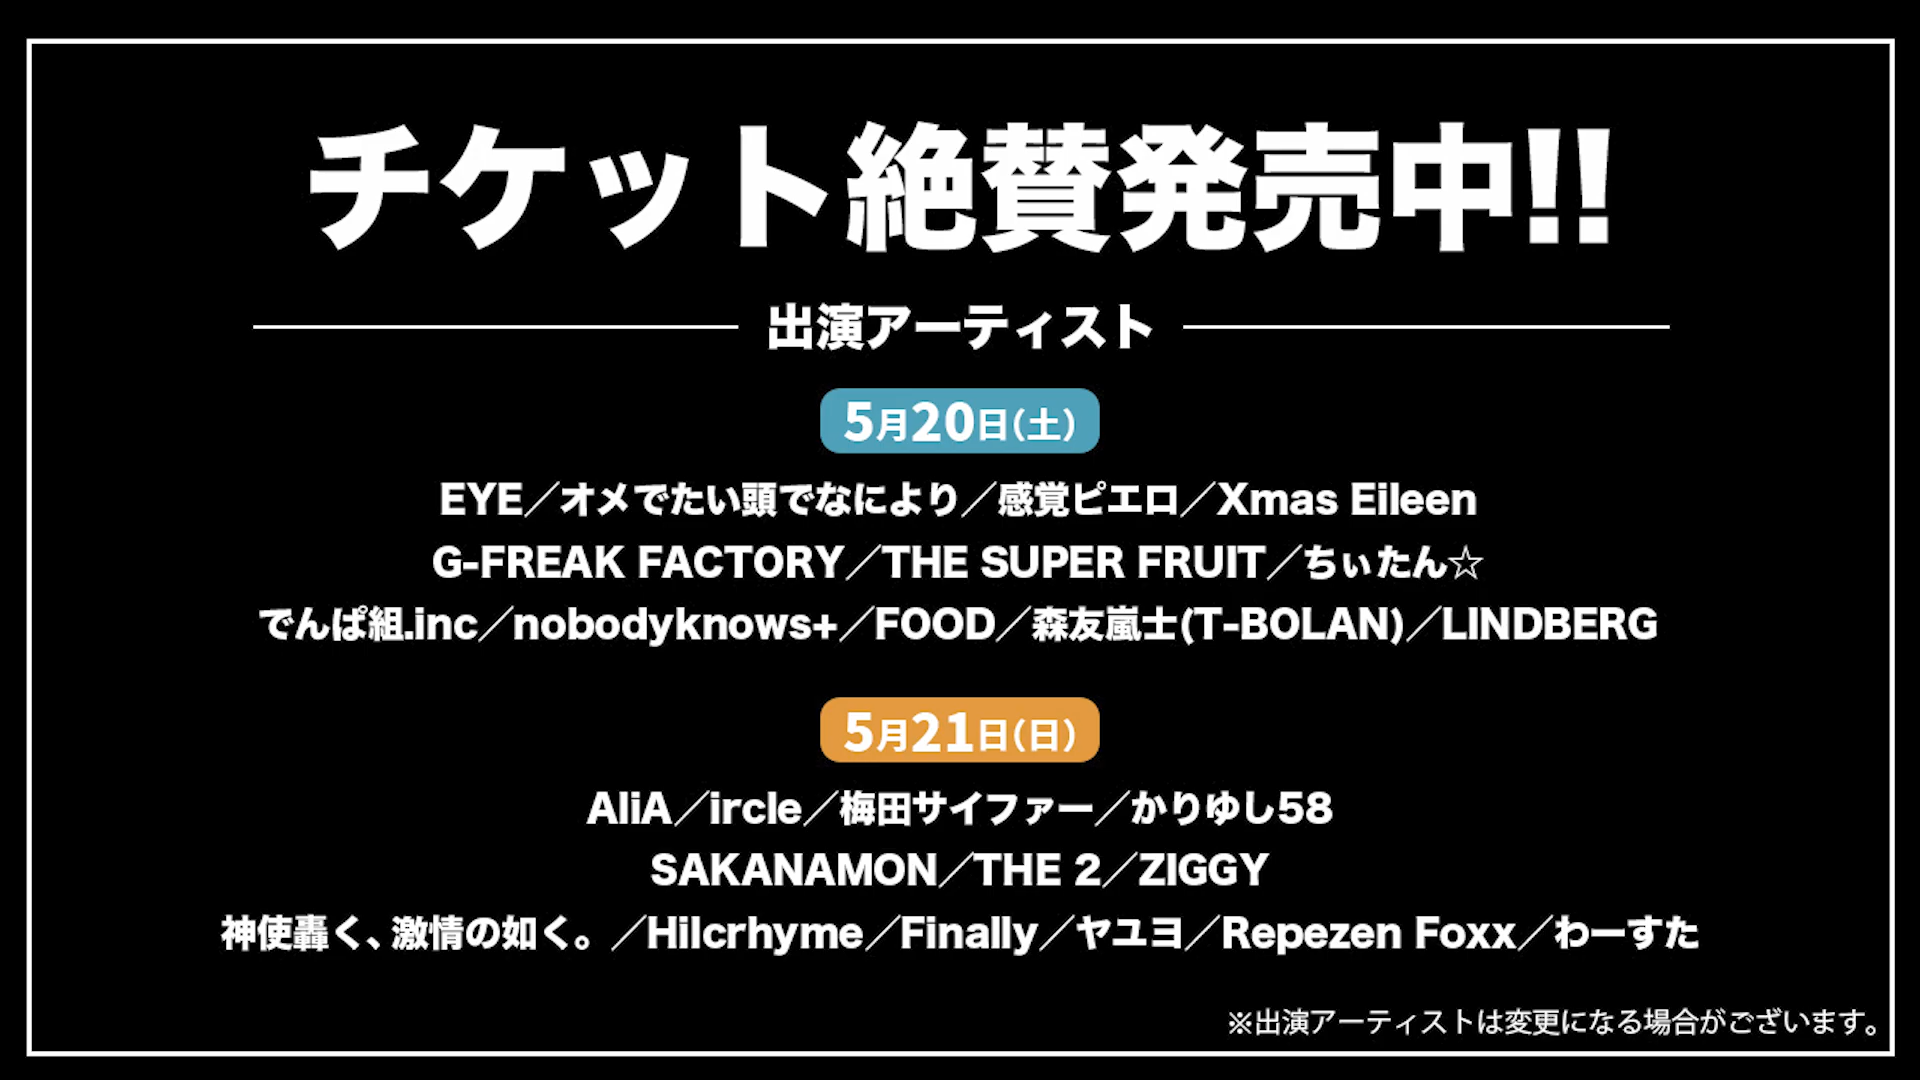 チケット絶賛発売中!!
出演アーティスト
5月20日(土)
EYE／オメでたい頭でなにより／感覚ピエロ／Xmas Eileen
G-FREAK FACTORY／THE SUPER FRUIT／ちぃたん☆
でんぱ組.inc／nobodyknows+／FOOD／森友嵐士(T-BOLAN)／LINDBERG
5月21日(日)
AliA／ircle／梅田サイファー／かりゆし58
SAKANAMON／THE 2／ZIGGY
神使轟く、激情の如く。／Hilcrhyme／Finally／ヤユヨ／Repezen Foxx／わーすた
※出演アーティストは変更になる場合がございます。